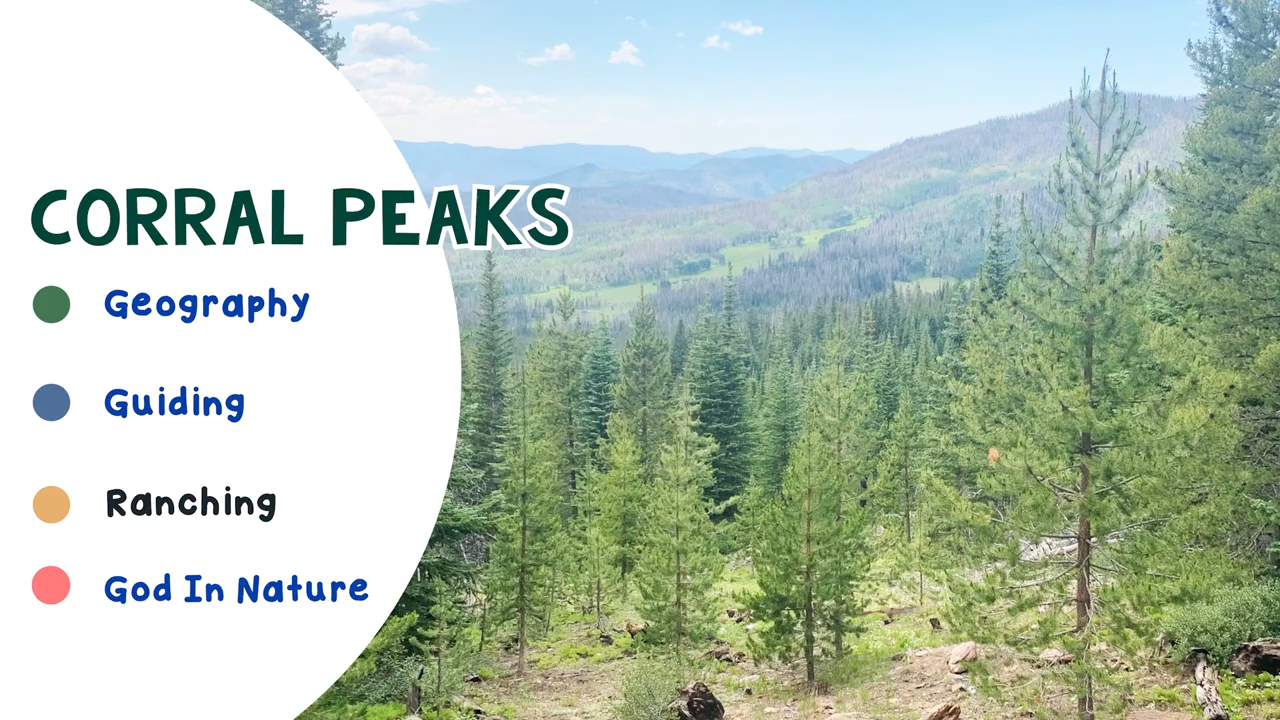 CORRAL PEAKS
Geography
Guiding
Ranching
God In Nature